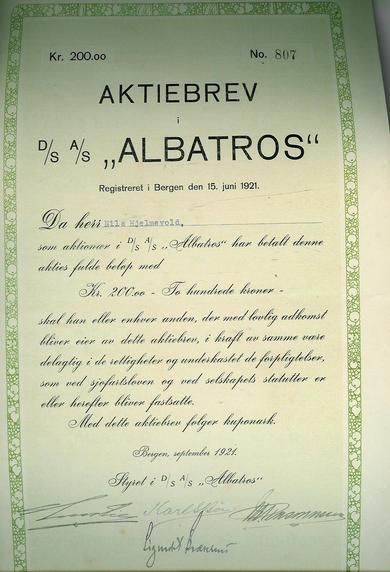 Kr. 200.00 No. 807
AKTIEBREV
i
D/S A/S „ALBATROS“
Registreret i Bergen den 15. juni 1921.
Da herr Nils Hjelmevold,
som aktionær i D/S A/S „Albatros“ har betalt denne
akties fulde beløp med
Kr. 200.00 - To hundrede kroner -
skal han eller enhver anden, der med lovlig adkomst
bliver eier av dette aktiebrev, i kraft av samme være
delagtig i de rettigheter og underkastet de forpligtelser,
som ved sjøfartsloven og ved selskapets statutter er
eller herefter bliver fastsatte.
Med dette aktiebrev følger kuponark.
Bergen, september 1921.
Styret i D/S A/S „Albatros“